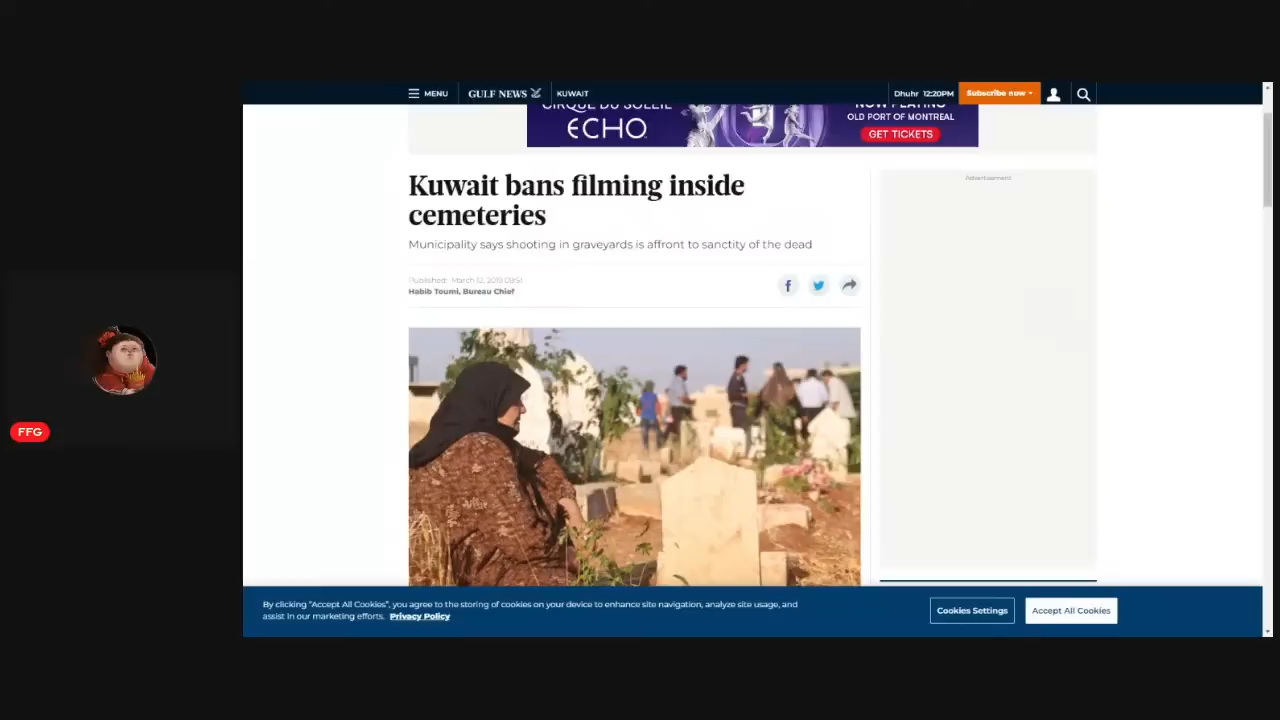 MENU
GULF NEWS
KUWAIT
Dhuhr 12:20PM
Subscribe now
CIRQUE DU SOLEIL
ECHO
NOW PLAYING
OLD PORT OF MONTREAL
GET TICKETS
Kuwait bans filming inside
cemeteries
Municipality says shooting in graveyards is affront to sanctity of the dead
Published: March 12, 2019
Habib Toumi, Bureau Chief
Advertisement
FFG
By clicking "Accept All Cookies", you agree to the storing of cookies on your device to enhance site navigation, analyze site usage, and
assist in our marketing efforts. Privacy Policy
Cookies Settings
Accept All Cookies